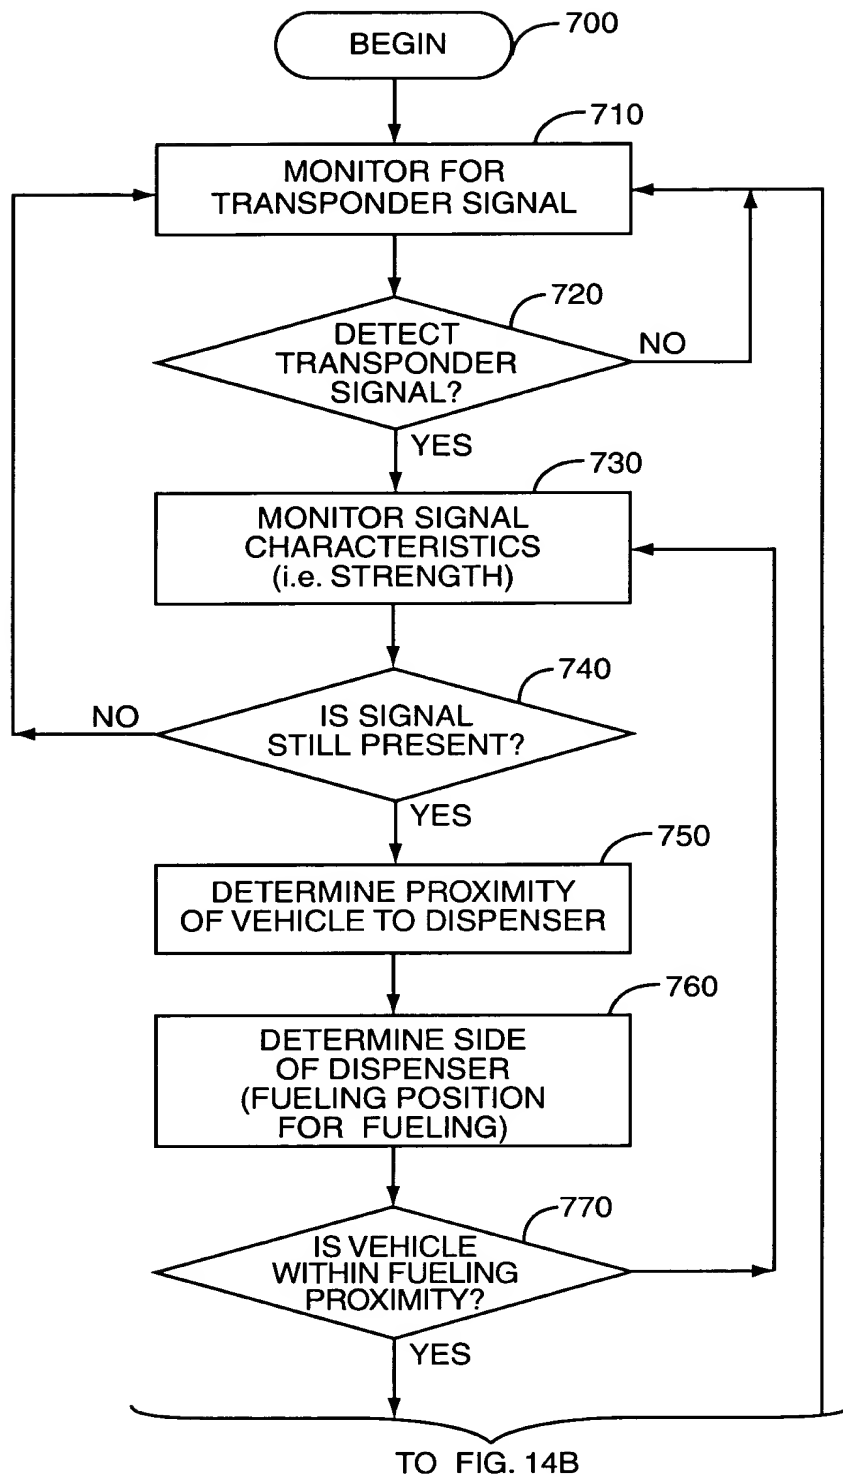 BEGIN
700
710
MONITOR FOR
TRANSPONDER SIGNAL
720
DETECT
TRANSPONDER
SIGNAL?
NO
YES
730
MONITOR SIGNAL
CHARACTERISTICS
(i.e. STRENGTH)
740
IS SIGNAL
STILL PRESENT?
NO
YES
750
DETERMINE PROXIMITY
OF VEHICLE TO DISPENSER
760
DETERMINE SIDE
OF DISPENSER
(FUELING POSITION
FOR FUELING)
770
IS VEHICLE
WITHIN FUELING
PROXIMITY?
YES
TO FIG. 14B